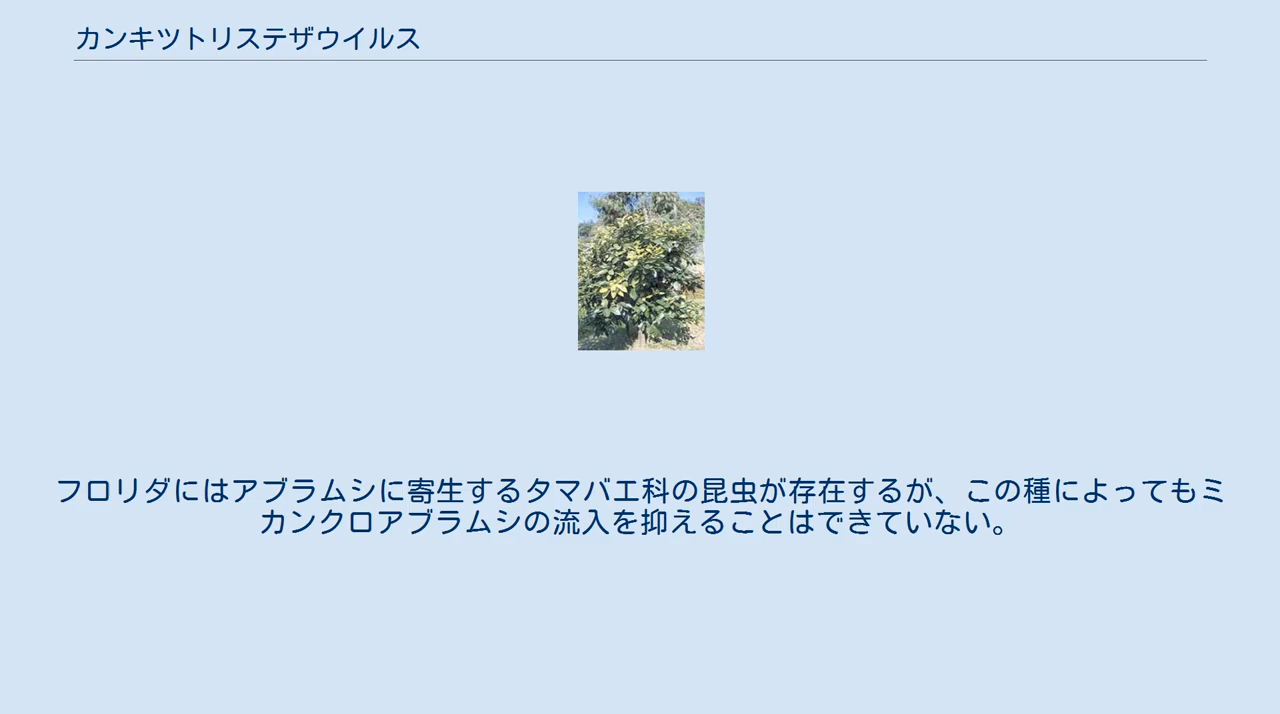 カンキツトリステザウイルス
フロリダにはアブラムシに寄生するタマバエ科の昆虫が存在するが、この種によってもミ
カンクロアブラムシの流入を抑えることはできていない。